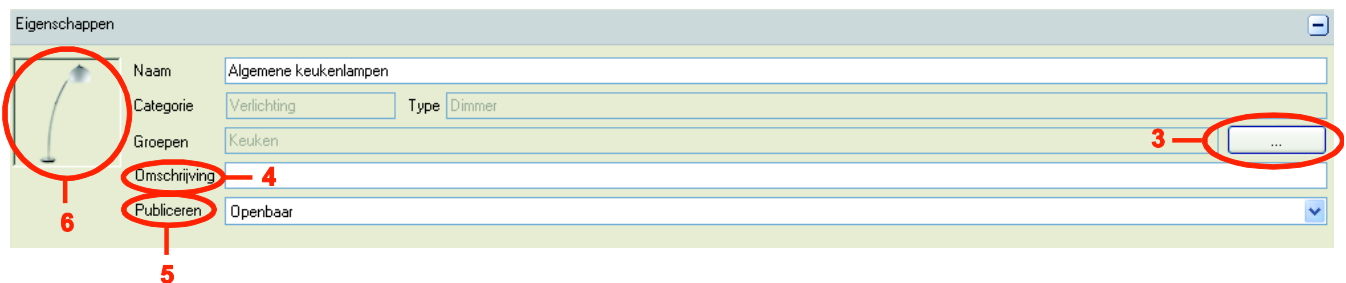 Eigenschappen
Naam Algemene keukenlampen
Categorie Verlichting Type Dimmer
Groepen Keuken 3 ...
Omschrijving 4
Publiceren Openbaar
6
5